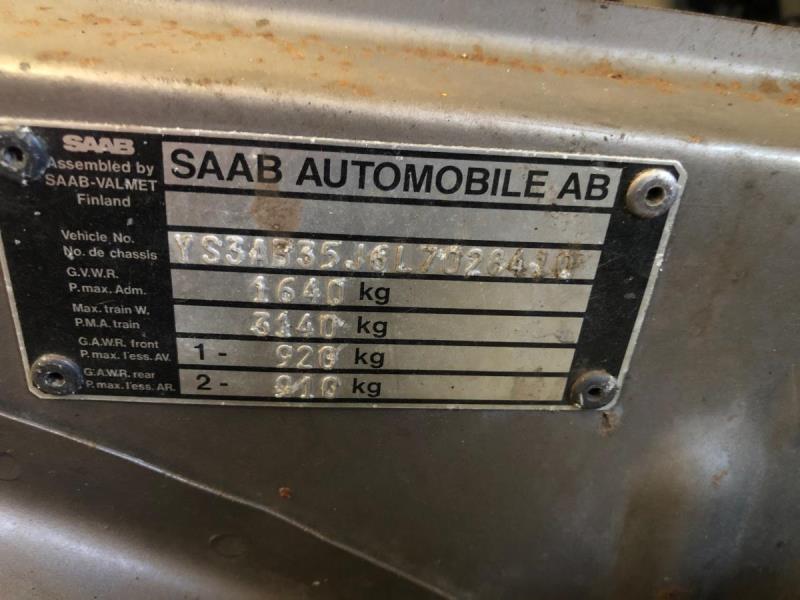 SAAB
Assembled by
SAAB-VALMET
Finland
SAAB AUTOMOBILE AB
Vehicle No.
No. de chassis
YS3AB35J6L7028410
G.V.W.R.
P.max. Adm.
1640 kg
Max. train W.
P.M.A. train
3140 kg
G.A.W.R. front
P. max. l'ess. AV.
1 - 920 kg
G.A.W.R. rear
P. max. l'ess. AR.
2 - 910 kg